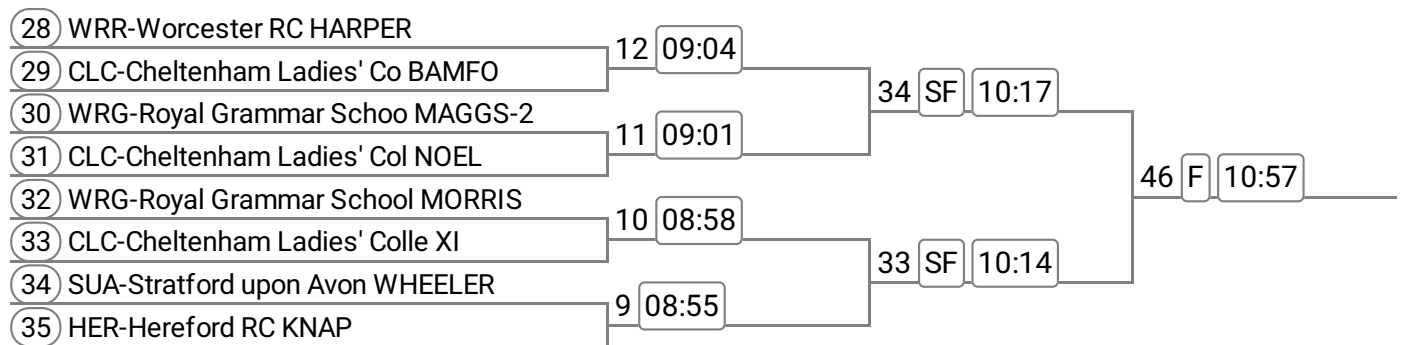 28 WRR-Worcester RC HARPER
12 09:04
29 CLC-Cheltenham Ladies' Co BAMFO
34 SF 10:17
30 WRG-Royal Grammar Schoo MAGGS-2
11 09:01
31 CLC-Cheltenham Ladies' Col NOEL
46 F 10:57
32 WRG-Royal Grammar School MORRIS
10 08:58
33 CLC-Cheltenham Ladies' Colle XI
33 SF 10:14
34 SUA-Stratford upon Avon WHEELER
9 08:55
35 HER-Hereford RC KNAP